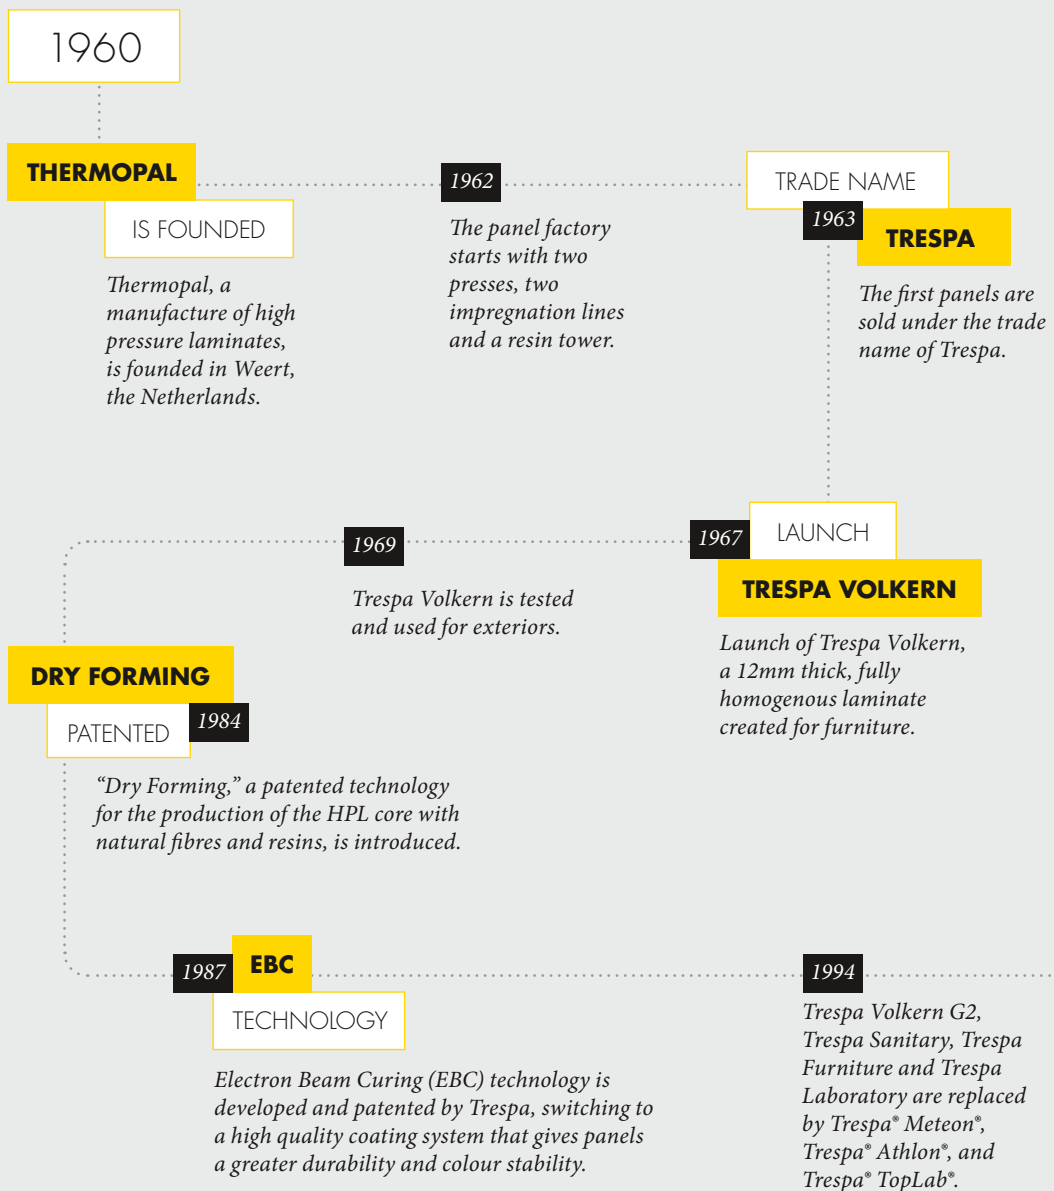 1960
THERMOPAL
IS FOUNDED
Thermopal, a
manufacture of high
pressure laminates,
is founded in Weert,
the Netherlands.
1962
The panel factory
starts with two
presses, two
impregnation lines
and a resin tower.
TRADE NAME
1963
TRESPA
The first panels are
sold under the trade
name of Trespa.
1967
LAUNCH
TRESPA VOLKERN
Launch of Trespa Volkern,
a 12mm thick, fully
homogenous laminate
created for furniture.
1969
Trespa Volkern is tested
and used for exteriors.
DRY FORMING
PATENTED
1984
“Dry Forming,” a patented technology
for the production of the HPL core with
natural fibres and resins, is introduced.
1987
EBC
TECHNOLOGY
Electron Beam Curing (EBC) technology is
developed and patented by Trespa, switching to
a high quality coating system that gives panels
a greater durability and colour stability.
1994
Trespa Volkern G2,
Trespa Sanitary, Trespa
Furniture and Trespa
Laboratory are replaced
by Trespa® Meteon®,
Trespa® Athlon®, and
Trespa® TopLab®.